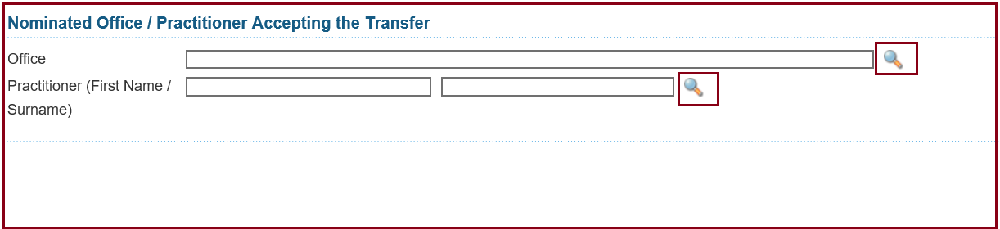 Nominated Office / Practitioner Accepting the Transfer
Office
Practitioner (First Name /
Surname)